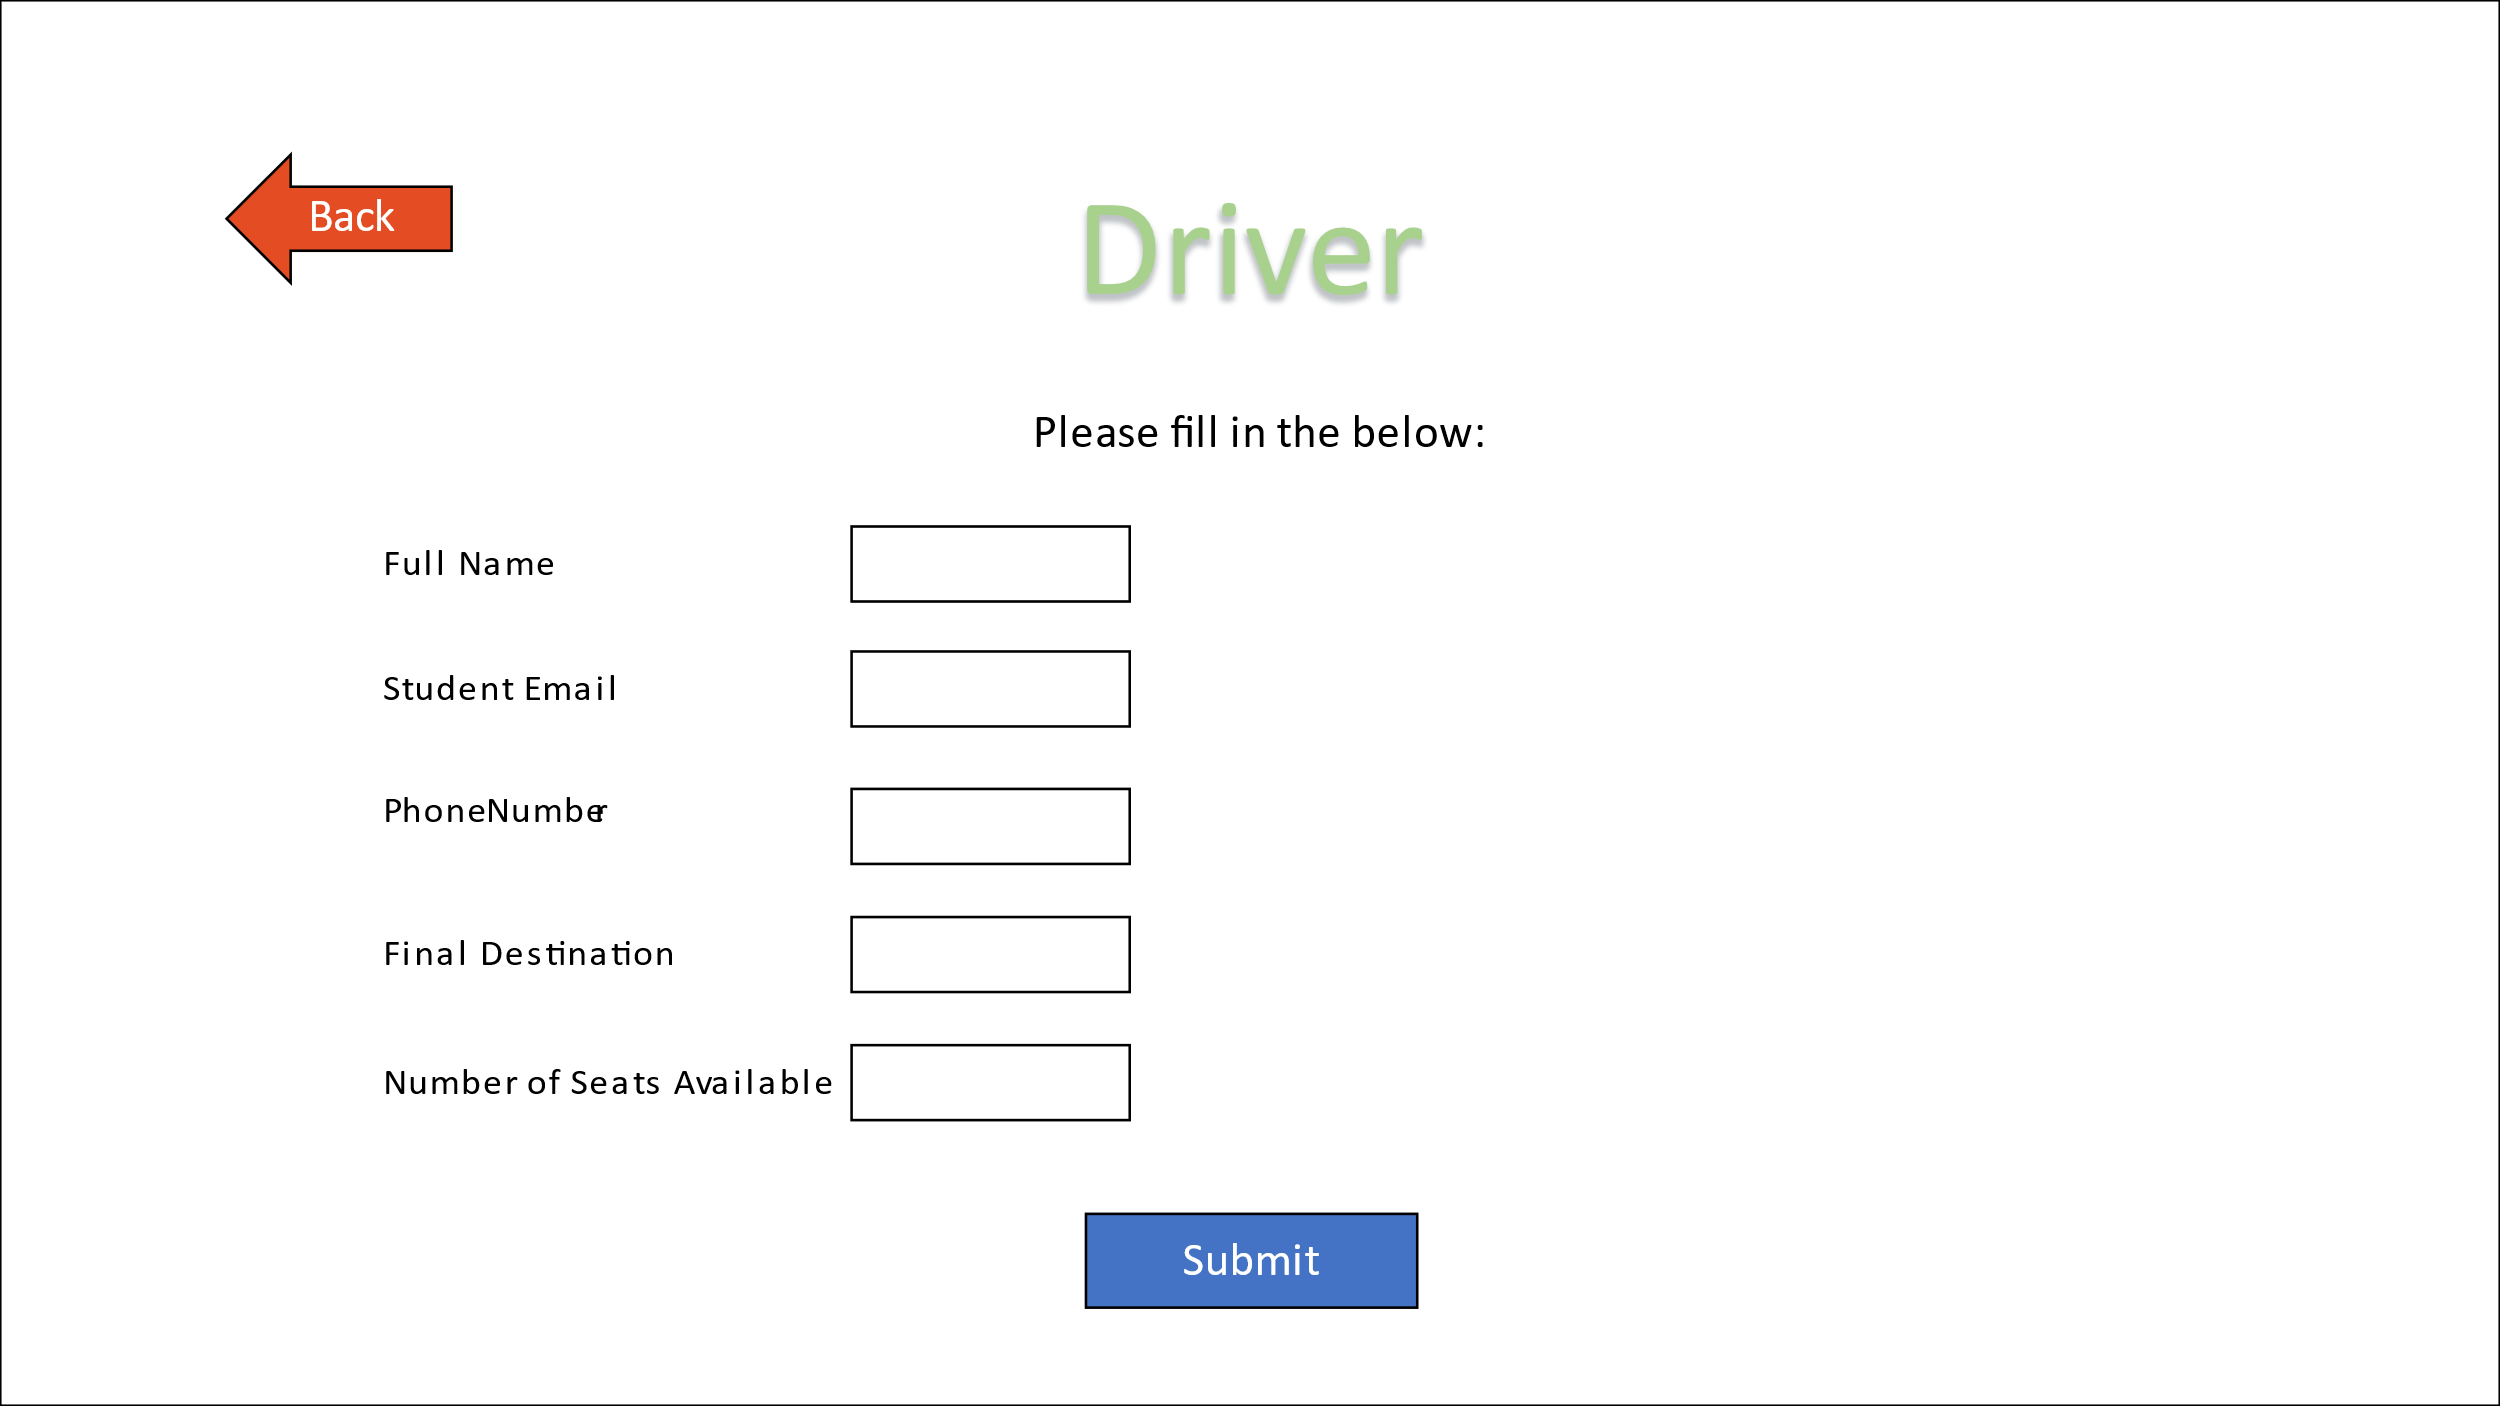 Back
Driver
Please fill in the below:
Full Name
Student Email
PhoneNumber
Final Destination
Number of Seats Available
Submit